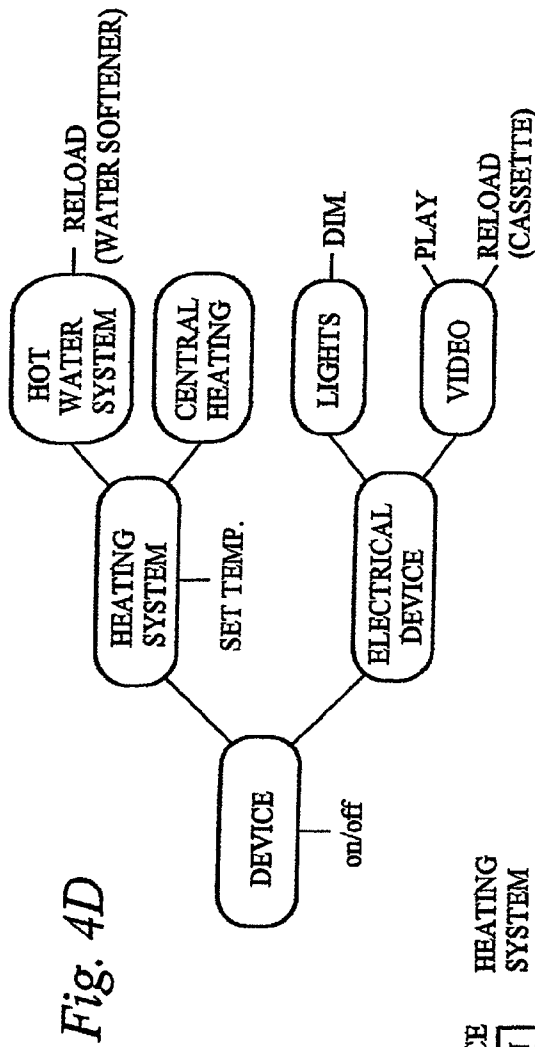 Fig. 4D
DEVICE
on/off
HEATING
SYSTEM
SET TEMP.
HOT
WATER
SYSTEM
RELOAD
(WATER SOFTENER)
CENTRAL
HEATING
ELECTRICAL
DEVICE
LIGHTS
DIM.
VIDEO
PLAY
RELOAD
(CASSETTE)
HEATING
SYSTEM